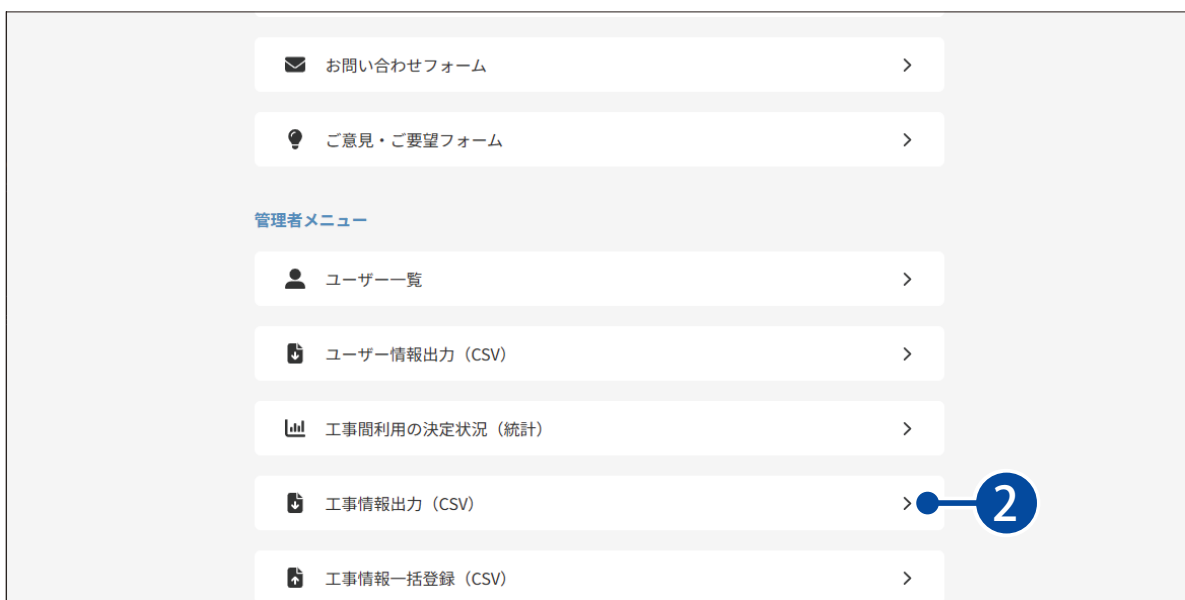 お問い合わせフォーム
ご意見・ご要望フォーム
管理者メニュー
ユーザー一覧
ユーザー情報出力（CSV）
工事間利用の決定状況（統計）
工事情報出力（CSV）
2
工事情報一括登録（CSV）